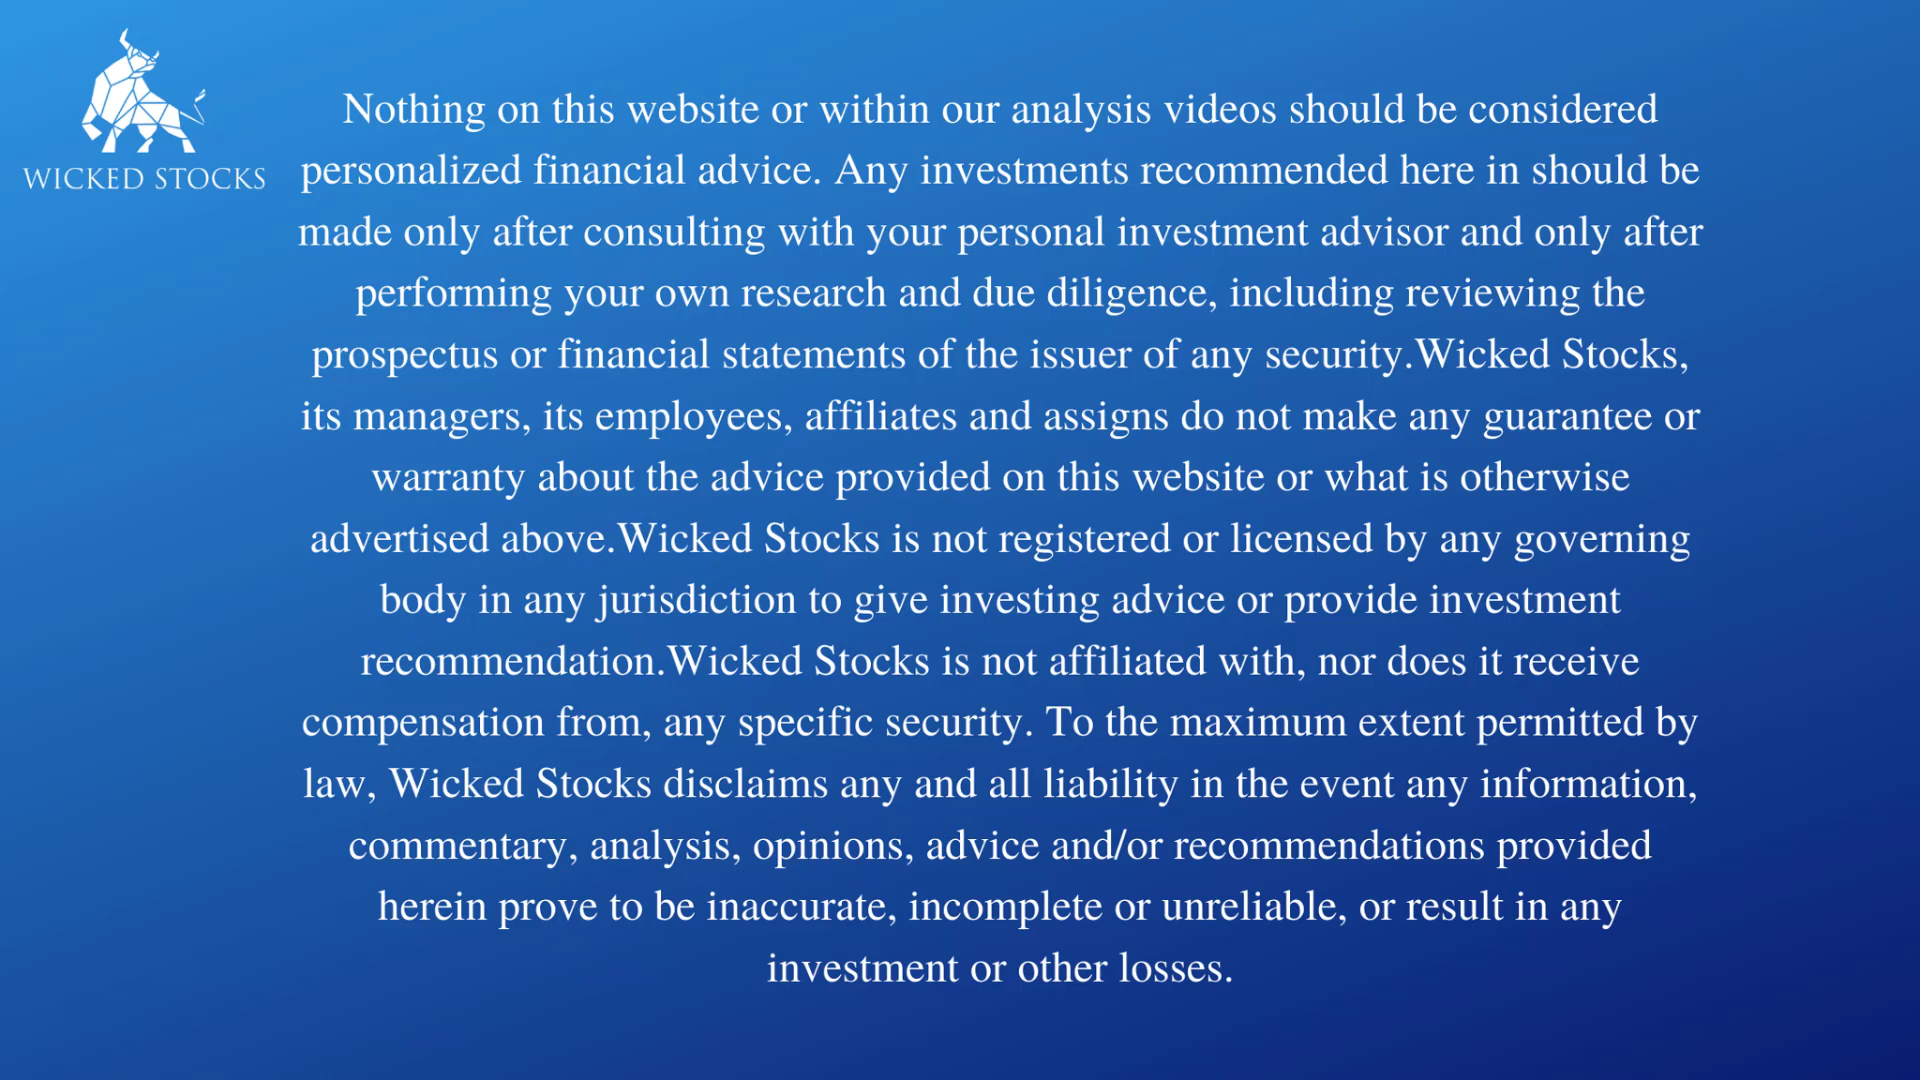 WICKED STOCKS
Nothing on this website or within our analysis videos should be considered
personalized financial advice. Any investments recommended here in should be
made only after consulting with your personal investment advisor and only after
performing your own research and due diligence, including reviewing the
prospectus or financial statements of the issuer of any security.Wicked Stocks,
its managers, its employees, affiliates and assigns do not make any guarantee or
warranty about the advice provided on this website or what is otherwise
advertised above.Wicked Stocks is not registered or licensed by any governing
body in any jurisdiction to give investing advice or provide investment
recommendation.Wicked Stocks is not affiliated with, nor does it receive
compensation from, any specific security. To the maximum extent permitted by
law, Wicked Stocks disclaims any and all liability in the event any information,
commentary, analysis, opinions, advice and/or recommendations provided
herein prove to be inaccurate, incomplete or unreliable, or result in any
investment or other losses.